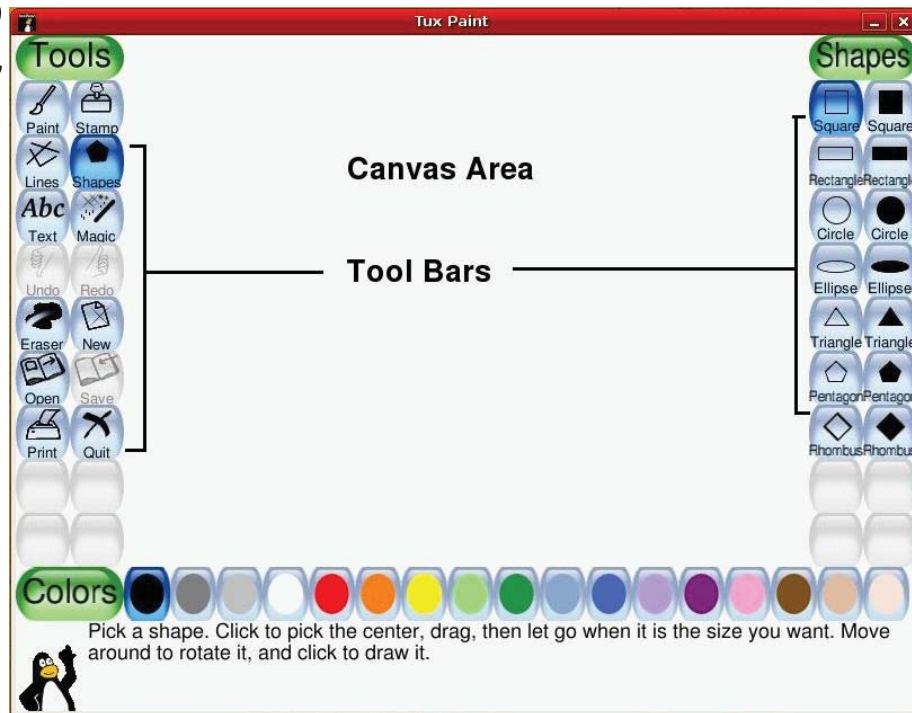 Tux Paint
Tools
Shapes
Paint Stamp
Square Square
Lines Shapes
Canvas Area
Rectangle Rectangle
Text Magic
Abc
Circle Circle
Undo Redo
Tool Bars
Ellipse Ellipse
Eraser New
Triangle Triangle
Open Save
Pentagon Pentagon
Print Quit
Rhombus Rhombus
Colors
Pick a shape. Click to pick the center, drag, then let go when it is the size you want. Move
around to rotate it, and click to draw it.